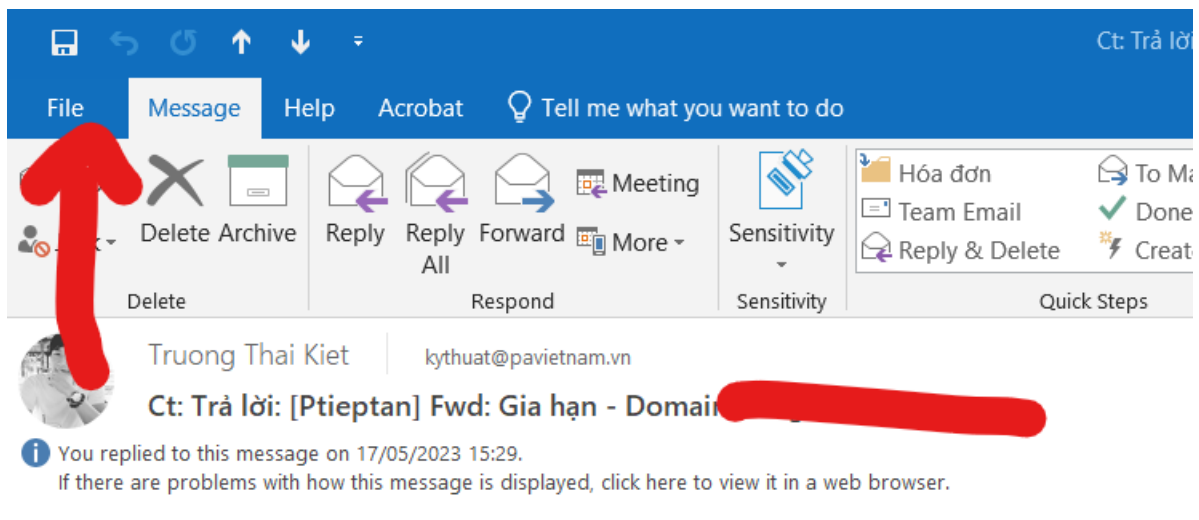 Ct: Trả lời
File Message Help Acrobat Tell me what you want to do
Meeting
Hóa đơn
To Ma
Delete Archive Reply Reply All Forward More Sensitivity
Team Email
Done
Reply & Delete
Create
Delete Respond Sensitivity Quick Steps
Truong Thai Kiet kythuat@pavietnam.vn
Ct: Trả lời: [Ptieptan] Fwd: Gia hạn - Domain
You replied to this message on 17/05/2023 15:29.
If there are problems with how this message is displayed, click here to view it in a web browser.